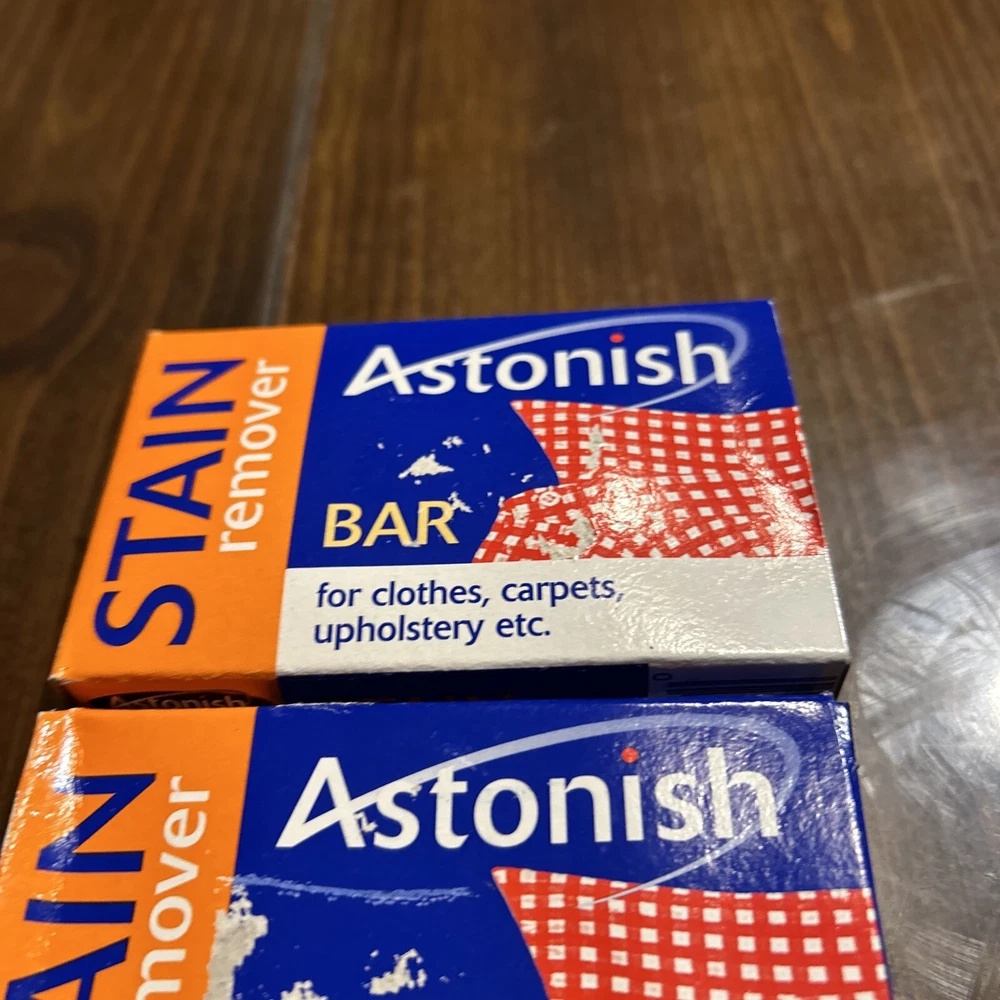 STAIN
remover
Astonish
BAR
for clothes, carpets,
upholstery etc.
Astonish
AIN
mover
Astonish